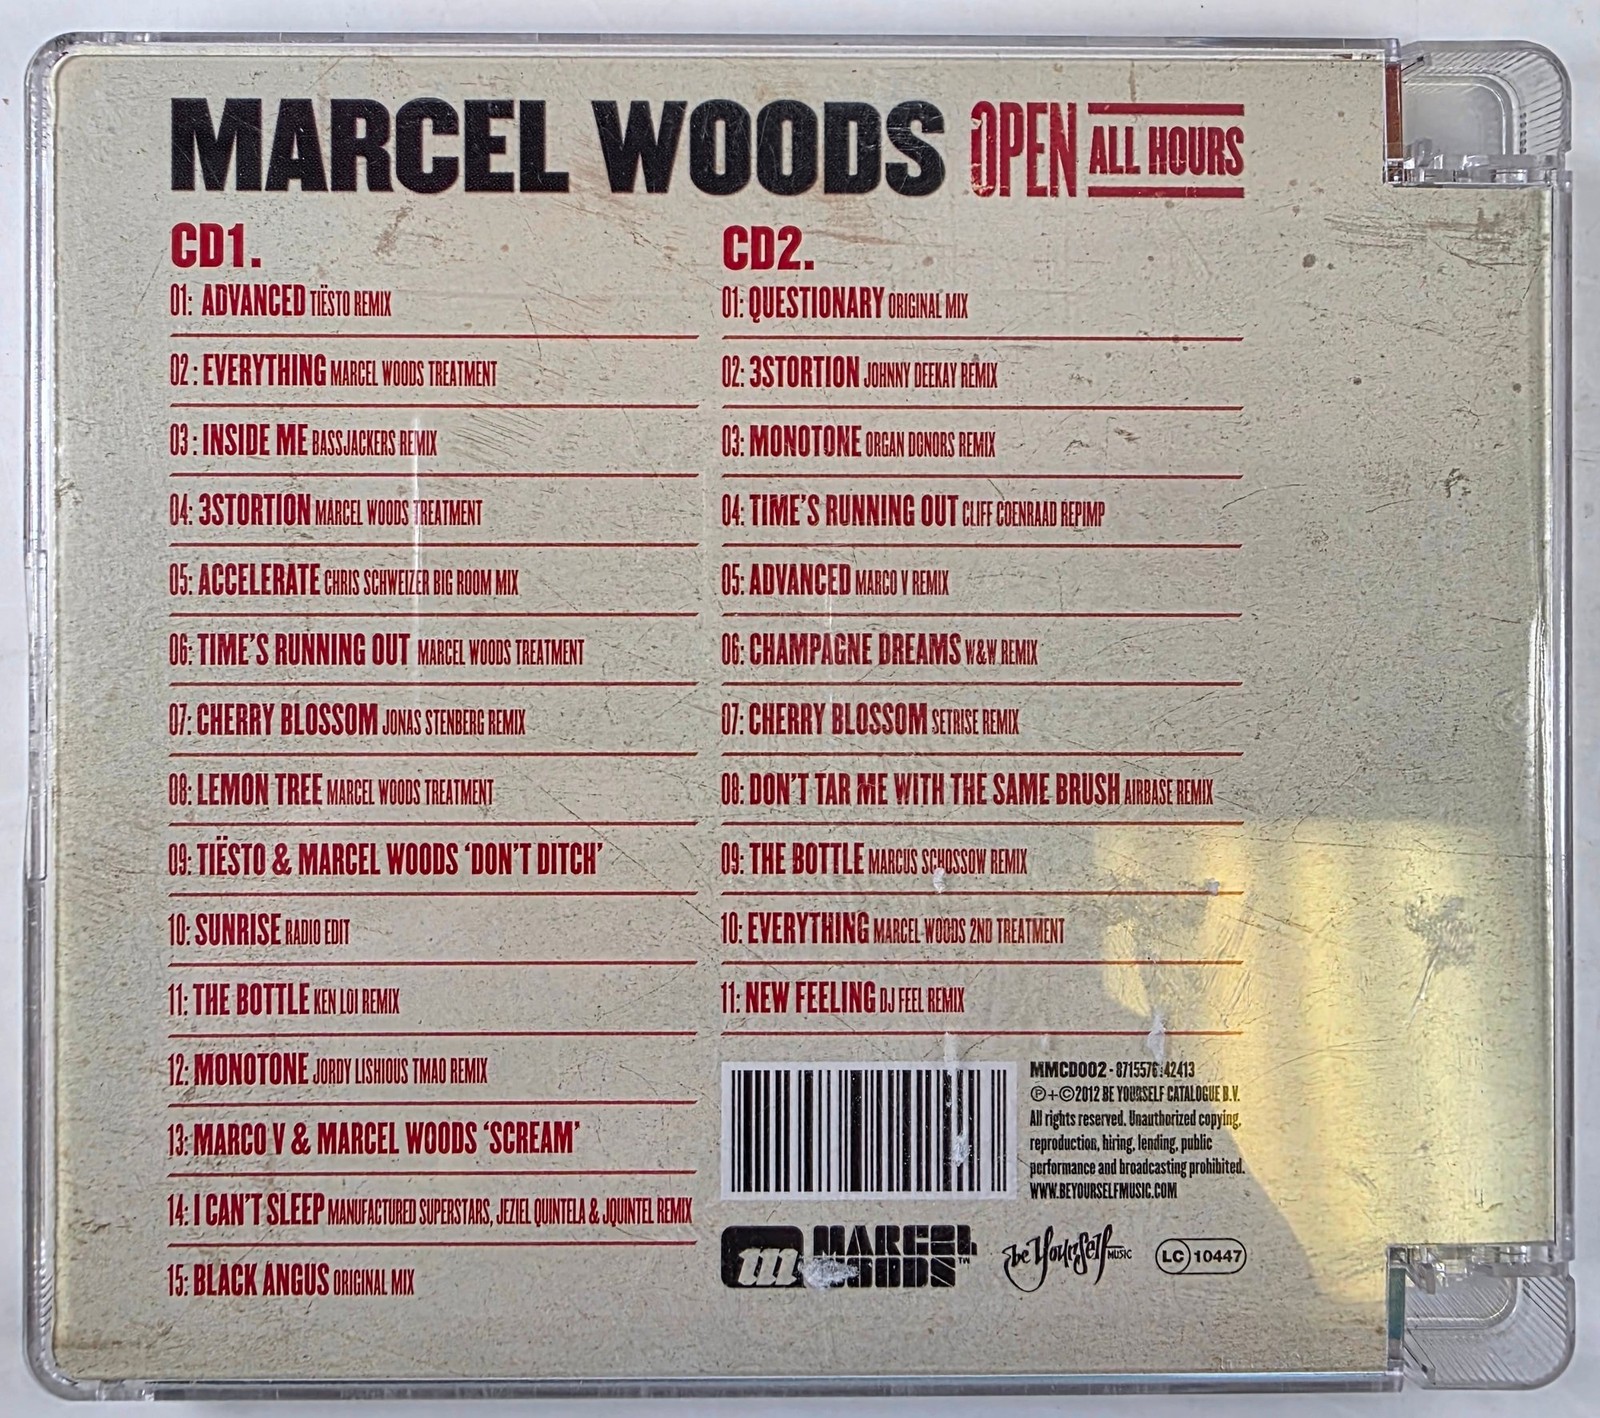 MARCEL WOODS OPEN ALL HOURS
CD1.
01: ADVANCED TIËSTO REMIX
02: EVERYTHING MARCEL WOODS TREATMENT
03: INSIDE ME BASSJACKERS REMIX
04: 3STORTION MARCEL WOODS TREATMENT
05: ACCELERATE CHRIS SCHWEIZER BIG ROOM MIX
06: TIME'S RUNNING OUT MARCEL WOODS TREATMENT
07: CHERRY BLOSSOM JONAS STENBERG REMIX
08: LEMON TREE MARCEL WOODS TREATMENT
09: TIËSTO & MARCEL WOODS 'DON'T DITCH'
10: SUNRISE RADIO EDIT
11: THE BOTTLE KEN LOI REMIX
12: MONOTONE JORDY LISHIOUS TMAO REMIX
13: MARCO V & MARCEL WOODS 'SCREAM'
14: I CAN'T SLEEP MANUFACTURED SUPERSTARS, JEZIEL QUINTELA & JQUINTEL REMIX
15: BLACK ANGUS ORIGINAL MIX
CD2.
01: QUESTIONARY ORIGINAL MIX
02: 3STORTION JOHNNY DEEKAY REMIX
03: MONOTONE ORGAN DONORS REMIX
04: TIME'S RUNNING OUT CLIFF COENRAAD REPIMP
05: ADVANCED MARCO V REMIX
06: CHAMPAGNE DREAMS W&W REMIX
07: CHERRY BLOSSOM SETRISE REMIX
08: DON'T TAR ME WITH THE SAME BRUSH AIRBASE REMIX
09: THE BOTTLE MARCUS SCHOSSOW REMIX
10: EVERYTHING MARCEL WOODS 2ND TREATMENT
11: NEW FEELING DJ FEEL REMIX
MMCD002 -
℗+©2012 BE YOURSELF CATALOGUE B.V.
All rights reserved. Unauthorized copying,
reproduction, hiring, lending, public
performance and broadcasting prohibited.
WWW.BEYOURSELFMUSIC.COM
m MARCEL WOODS™
Be Yourself MUSIC
LC 10447